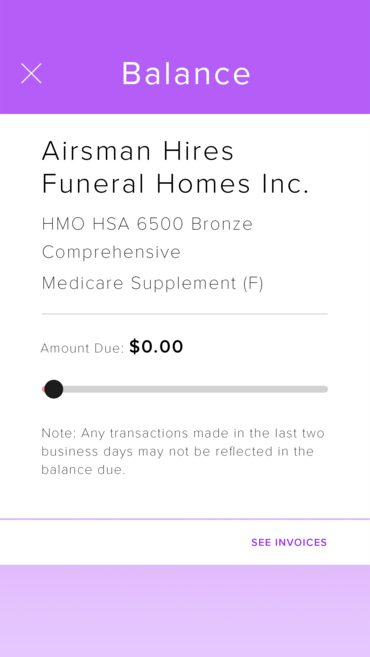 Balance
Airsman Hires
Funeral Homes Inc.
HMO HSA 6500 Bronze
Comprehensive
Medicare Supplement (F)
Amount Due: $0.00
Note: Any transactions made in the last two
business days may not be reflected in the
balance due.
SEE INVOICES